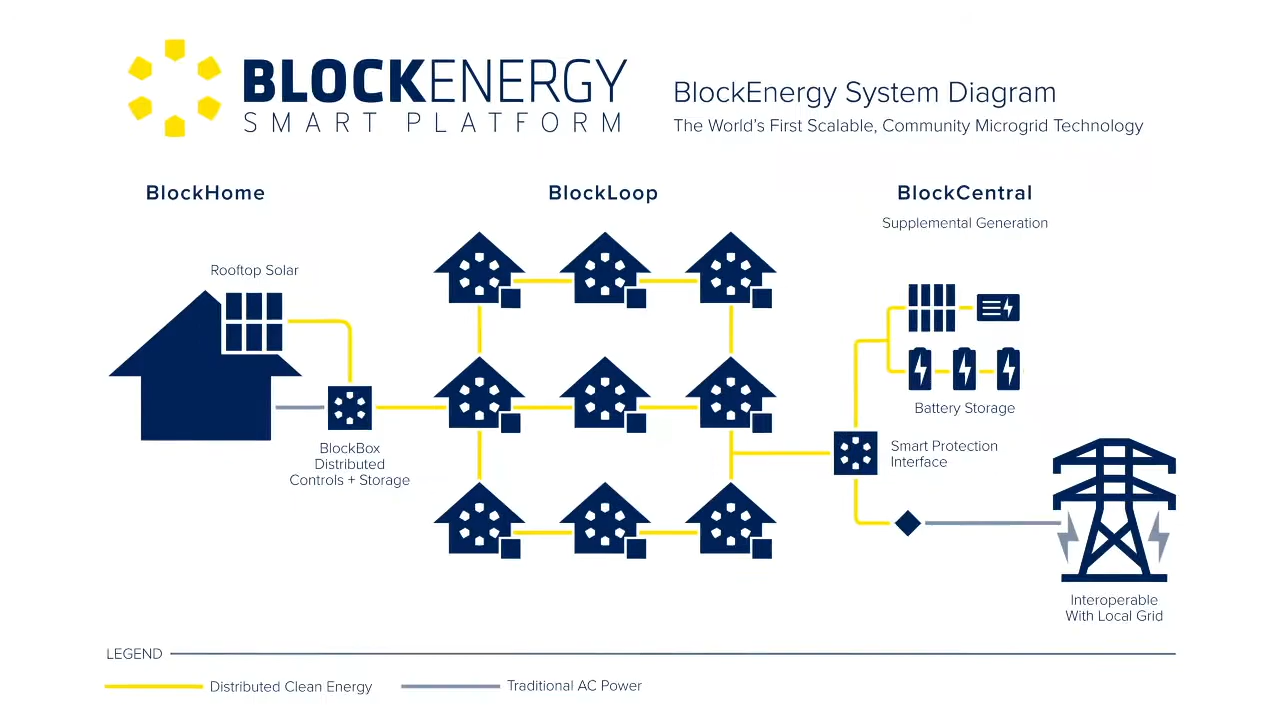 BLOCKENERGY
SMART PLATFORM
BlockEnergy System Diagram
The World's First Scalable, Community Microgrid Technology
BlockHome
BlockLoop
BlockCentral
Supplemental Generation
Rooftop Solar
BlockBox
Distributed
Controls + Storage
Battery Storage
Smart Protection
Interface
Interoperable
With Local Grid
LEGEND
Distributed Clean Energy
Traditional AC Power